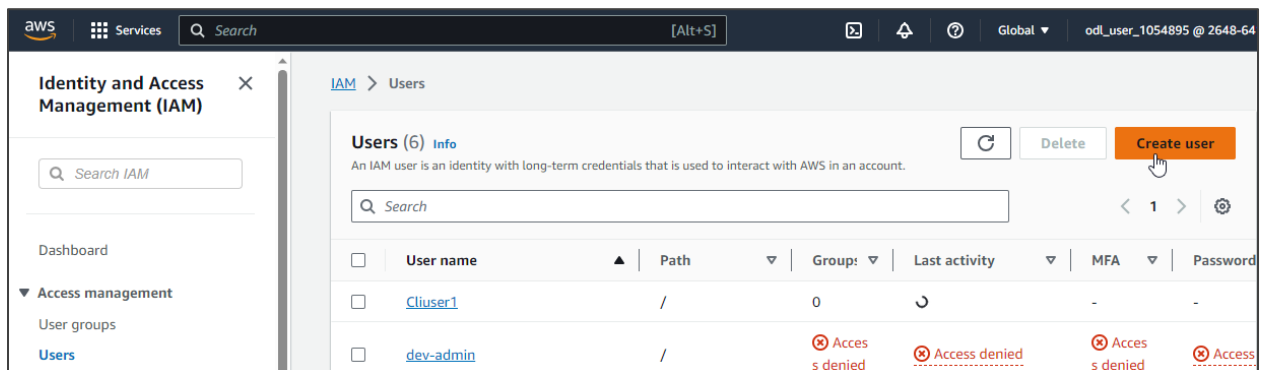 aws Services Search [Alt+S] Global odl_user_1054895 @ 2648-64
Identity and Access
Management (IAM)
Search IAM
Dashboard
Access management
User groups
Users
IAM > Users
Users (6) Info
Delete
Create user
An IAM user is an identity with long-term credentials that is used to interact with AWS in an account.
Search
1
User name Path Groups Last activity MFA Password
Cliuser1 / 0 - -
dev-admin / Acces
s denied Access denied Acces
s denied Access